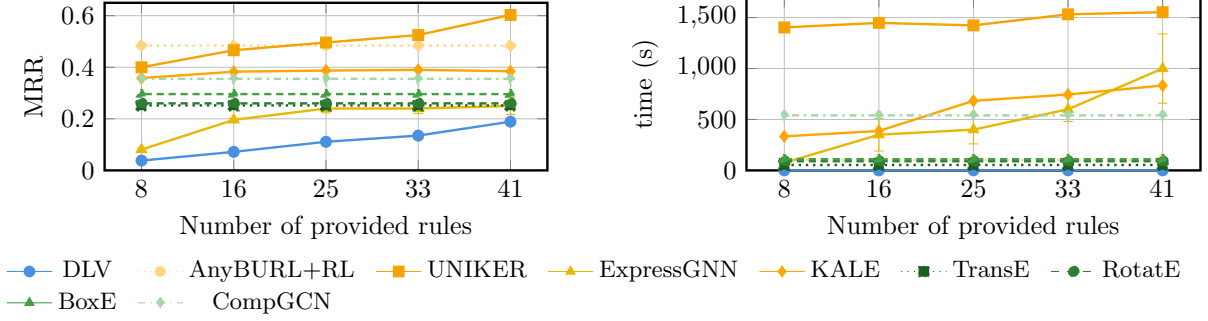 MRR
0.6
0.4
0.2
0
8 16 25 33 41
Number of provided rules
time (s)
1,500
1,000
500
0
8 16 25 33 41
Number of provided rules
DLV AnyBURL+RL UNIKER ExpressGNN KALE TransE RotatE
BoxE CompGCN